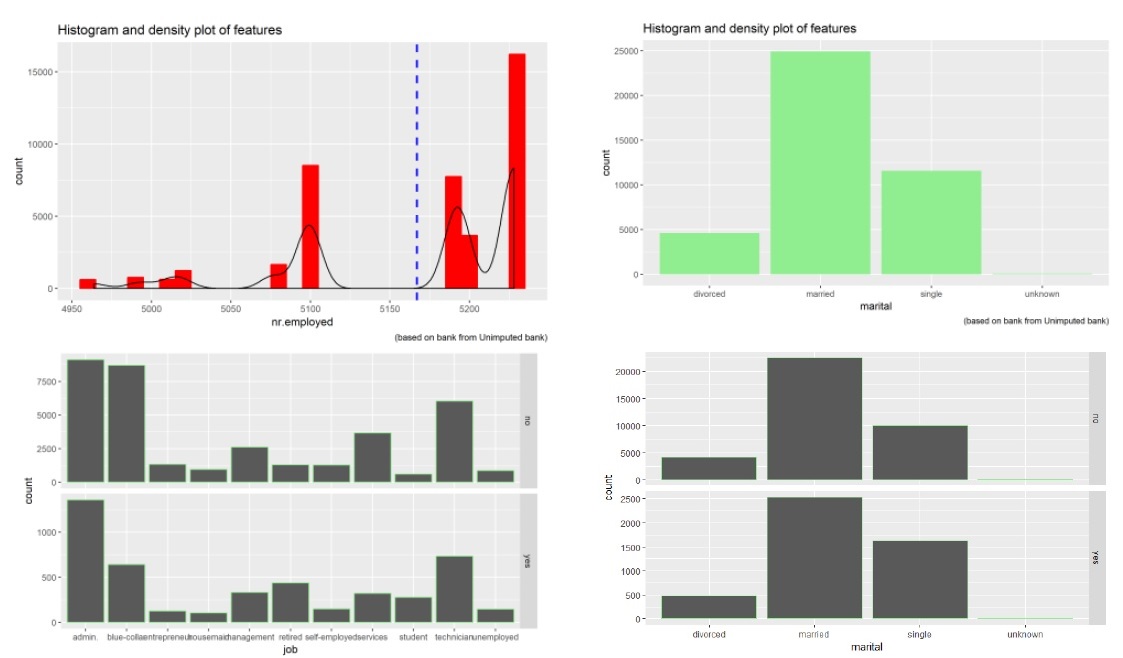 Histogram and density plot of features
15000
10000
5000
0
count
4950 5000 5050 5100 5150 5200
nr.employed
(based on bank from Unimputed bank)
Histogram and density plot of features
25000
20000
15000
10000
5000
0
count
divorced married single unknown
marital
(based on bank from Unimputed bank)
7500
5000
2500
0
no
1000
500
0
yes
count
admin. blue-collar entrepreneur housemaid management retired self-employed services student technician unemployed
job
20000
15000
10000
5000
0
no
2500
2000
1500
1000
500
0
yes
count
divorced married single unknown
marital